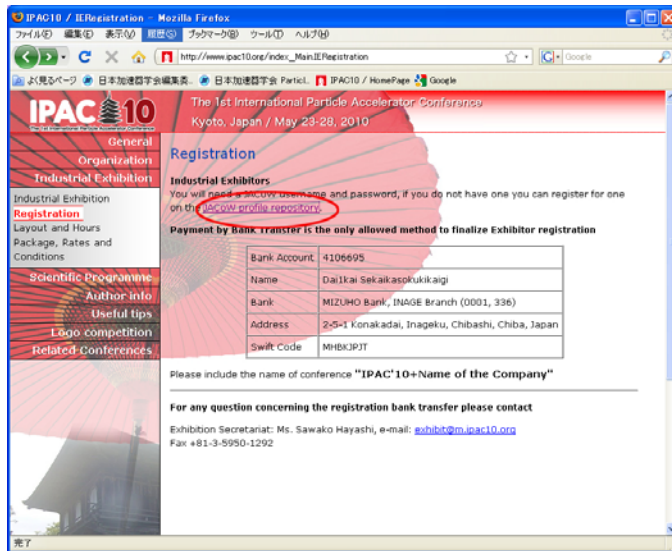 IPAC10 / IERegistration - Mozilla Firefox
ファイル(F) 編集(E) 表示(V) 履歴(S) ブックマーク(B) ツール(T) ヘルプ(H)
http://www.ipac10.org/index_Main.IERegistration
Google
よく見るページ 日本加速器学会編集委.. 日本加速器学会 Particl.. IPAC10 / HomePage Google
IPAC 10
The 1st International Particle Accelerator Conference
Kyoto, Japan / May 23-28, 2010
General
Organization
Industrial Exhibition
Industrial Exhibition
Registration
Layout and Hours
Package, Rates and
Conditions
Scientific Programme
Author info
Useful tips
Logo competition
Related Conferences
Registration
Industrial Exhibitors
You will need a JACoW username and password, if you do not have one you can register for one
on the JACoW profile repository.
Payment by Bank Transfer is the only allowed method to finalize Exhibitor registration
Bank Account 4106695
Name Dai1kai Sekaikasokukikaigi
Bank MIZUHO Bank, INAGE Branch (0001, 336)
Address 2-5-1 Konakadai, Inageku, Chibashi, Chiba, Japan
Swift Code MHBKJPJT
Please include the name of conference "IPAC'10+Name of the Company"
For any question concerning the registration bank transfer please contact
Exhibition Secretariat: Ms. Sawako Hayashi, e-mail: exhibit@m.ipac10.org
Fax +81-3-5950-1292
完了